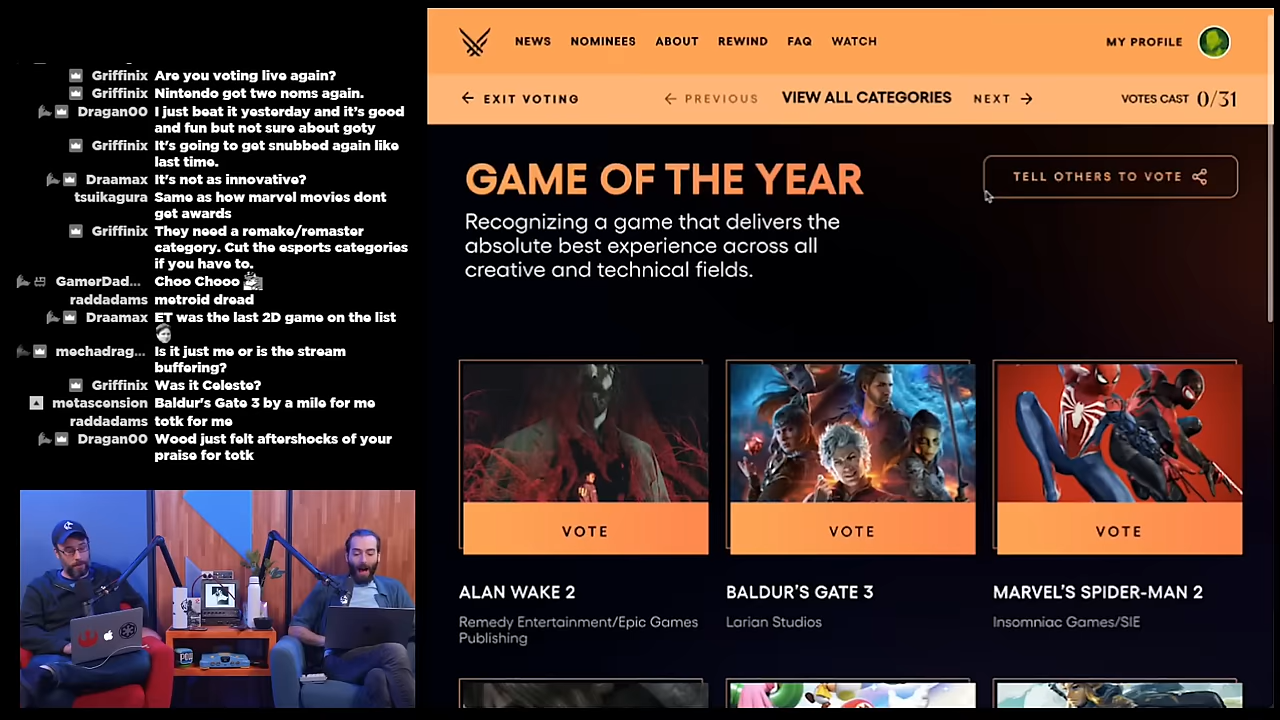 Griffinix Are you voting live again?
Griffinix Nintendo got two noms again.
Dragan00 I just beat it yesterday and it's good
and fun but not sure about goty
Griffinix It's going to get snubbed again like
last time.
Draamax It's not as innovative?
tsuikagura Same as how marvel movies dont
get awards
Griffinix They need a remake/remaster
category. Cut the esports categories
if you have to.
GamerDad... Choo Chooo
raddadams metroid dread
Draamax ET was the last 2D game on the list
mechadrag... Is it just me or is the stream
buffering?
Griffinix Was it Celeste?
metascension Baldur's Gate 3 by a mile for me
raddadams totk for me
Dragan00 Wood just felt aftershocks of your
praise for totk
NEWS NOMINEES ABOUT REWIND FAQ WATCH MY PROFILE
← EXIT VOTING ← PREVIOUS VIEW ALL CATEGORIES NEXT → VOTES CAST 0/31
GAME OF THE YEAR
TELL OTHERS TO VOTE
Recognizing a game that delivers the
absolute best experience across all
creative and technical fields.
VOTE VOTE VOTE
ALAN WAKE 2 BALDUR'S GATE 3 MARVEL'S SPIDER-MAN 2
Remedy Entertainment/Epic Games Larian Studios Insomniac Games/SIE
Publishing